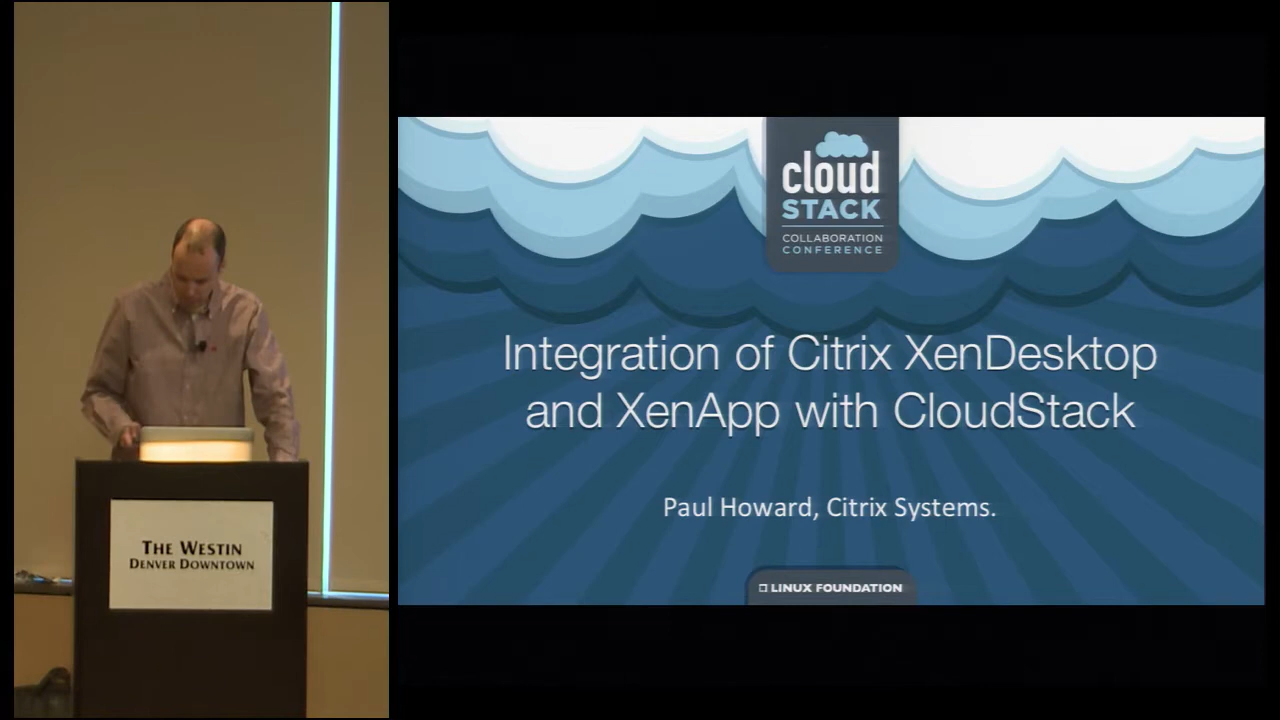 THE WESTIN
DENVER DOWNTOWN
cloud
STACK
COLLABORATION
CONFERENCE
Integration of Citrix XenDesktop
and XenApp with CloudStack
Paul Howard, Citrix Systems.
LINUX FOUNDATION